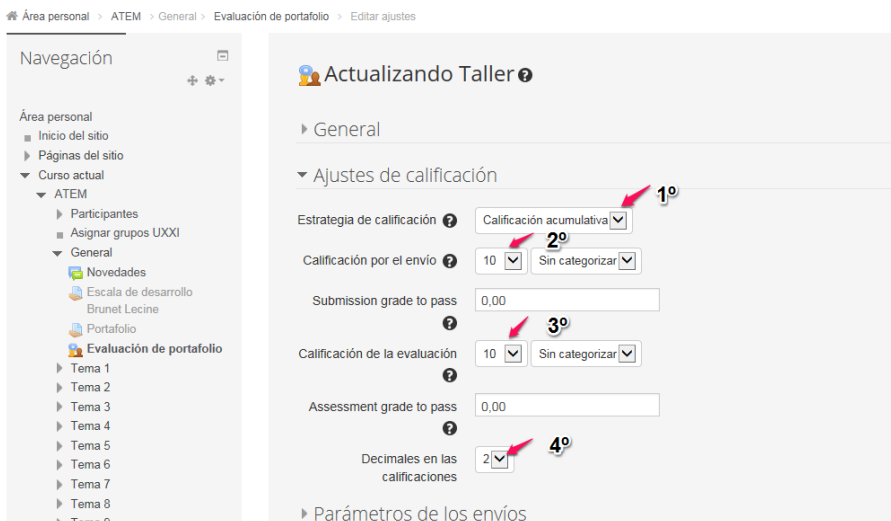 Área personal > ATEM > General > Evaluación de portafolio > Editar ajustes
Navegación
Área personal
Inicio del sitio
Páginas del sitio
Curso actual
ATEM
Participantes
Asignar grupos UXXI
General
Novedades
Escala de desarrollo
Brunet Lecine
Portafolio
Evaluación de portafolio
Tema 1
Tema 2
Tema 3
Tema 4
Tema 5
Tema 6
Tema 7
Tema 8
Actualizando Taller
General
Ajustes de calificación
1º
Estrategia de calificación Calificación acumulativa
2º
Calificación por el envío 10 Sin categorizar
Submission grade to pass 0,00
3º
Calificación de la evaluación 10 Sin categorizar
Assessment grade to pass 0,00
4º
Decimales en las 2
calificaciones
Parámetros de los envíos